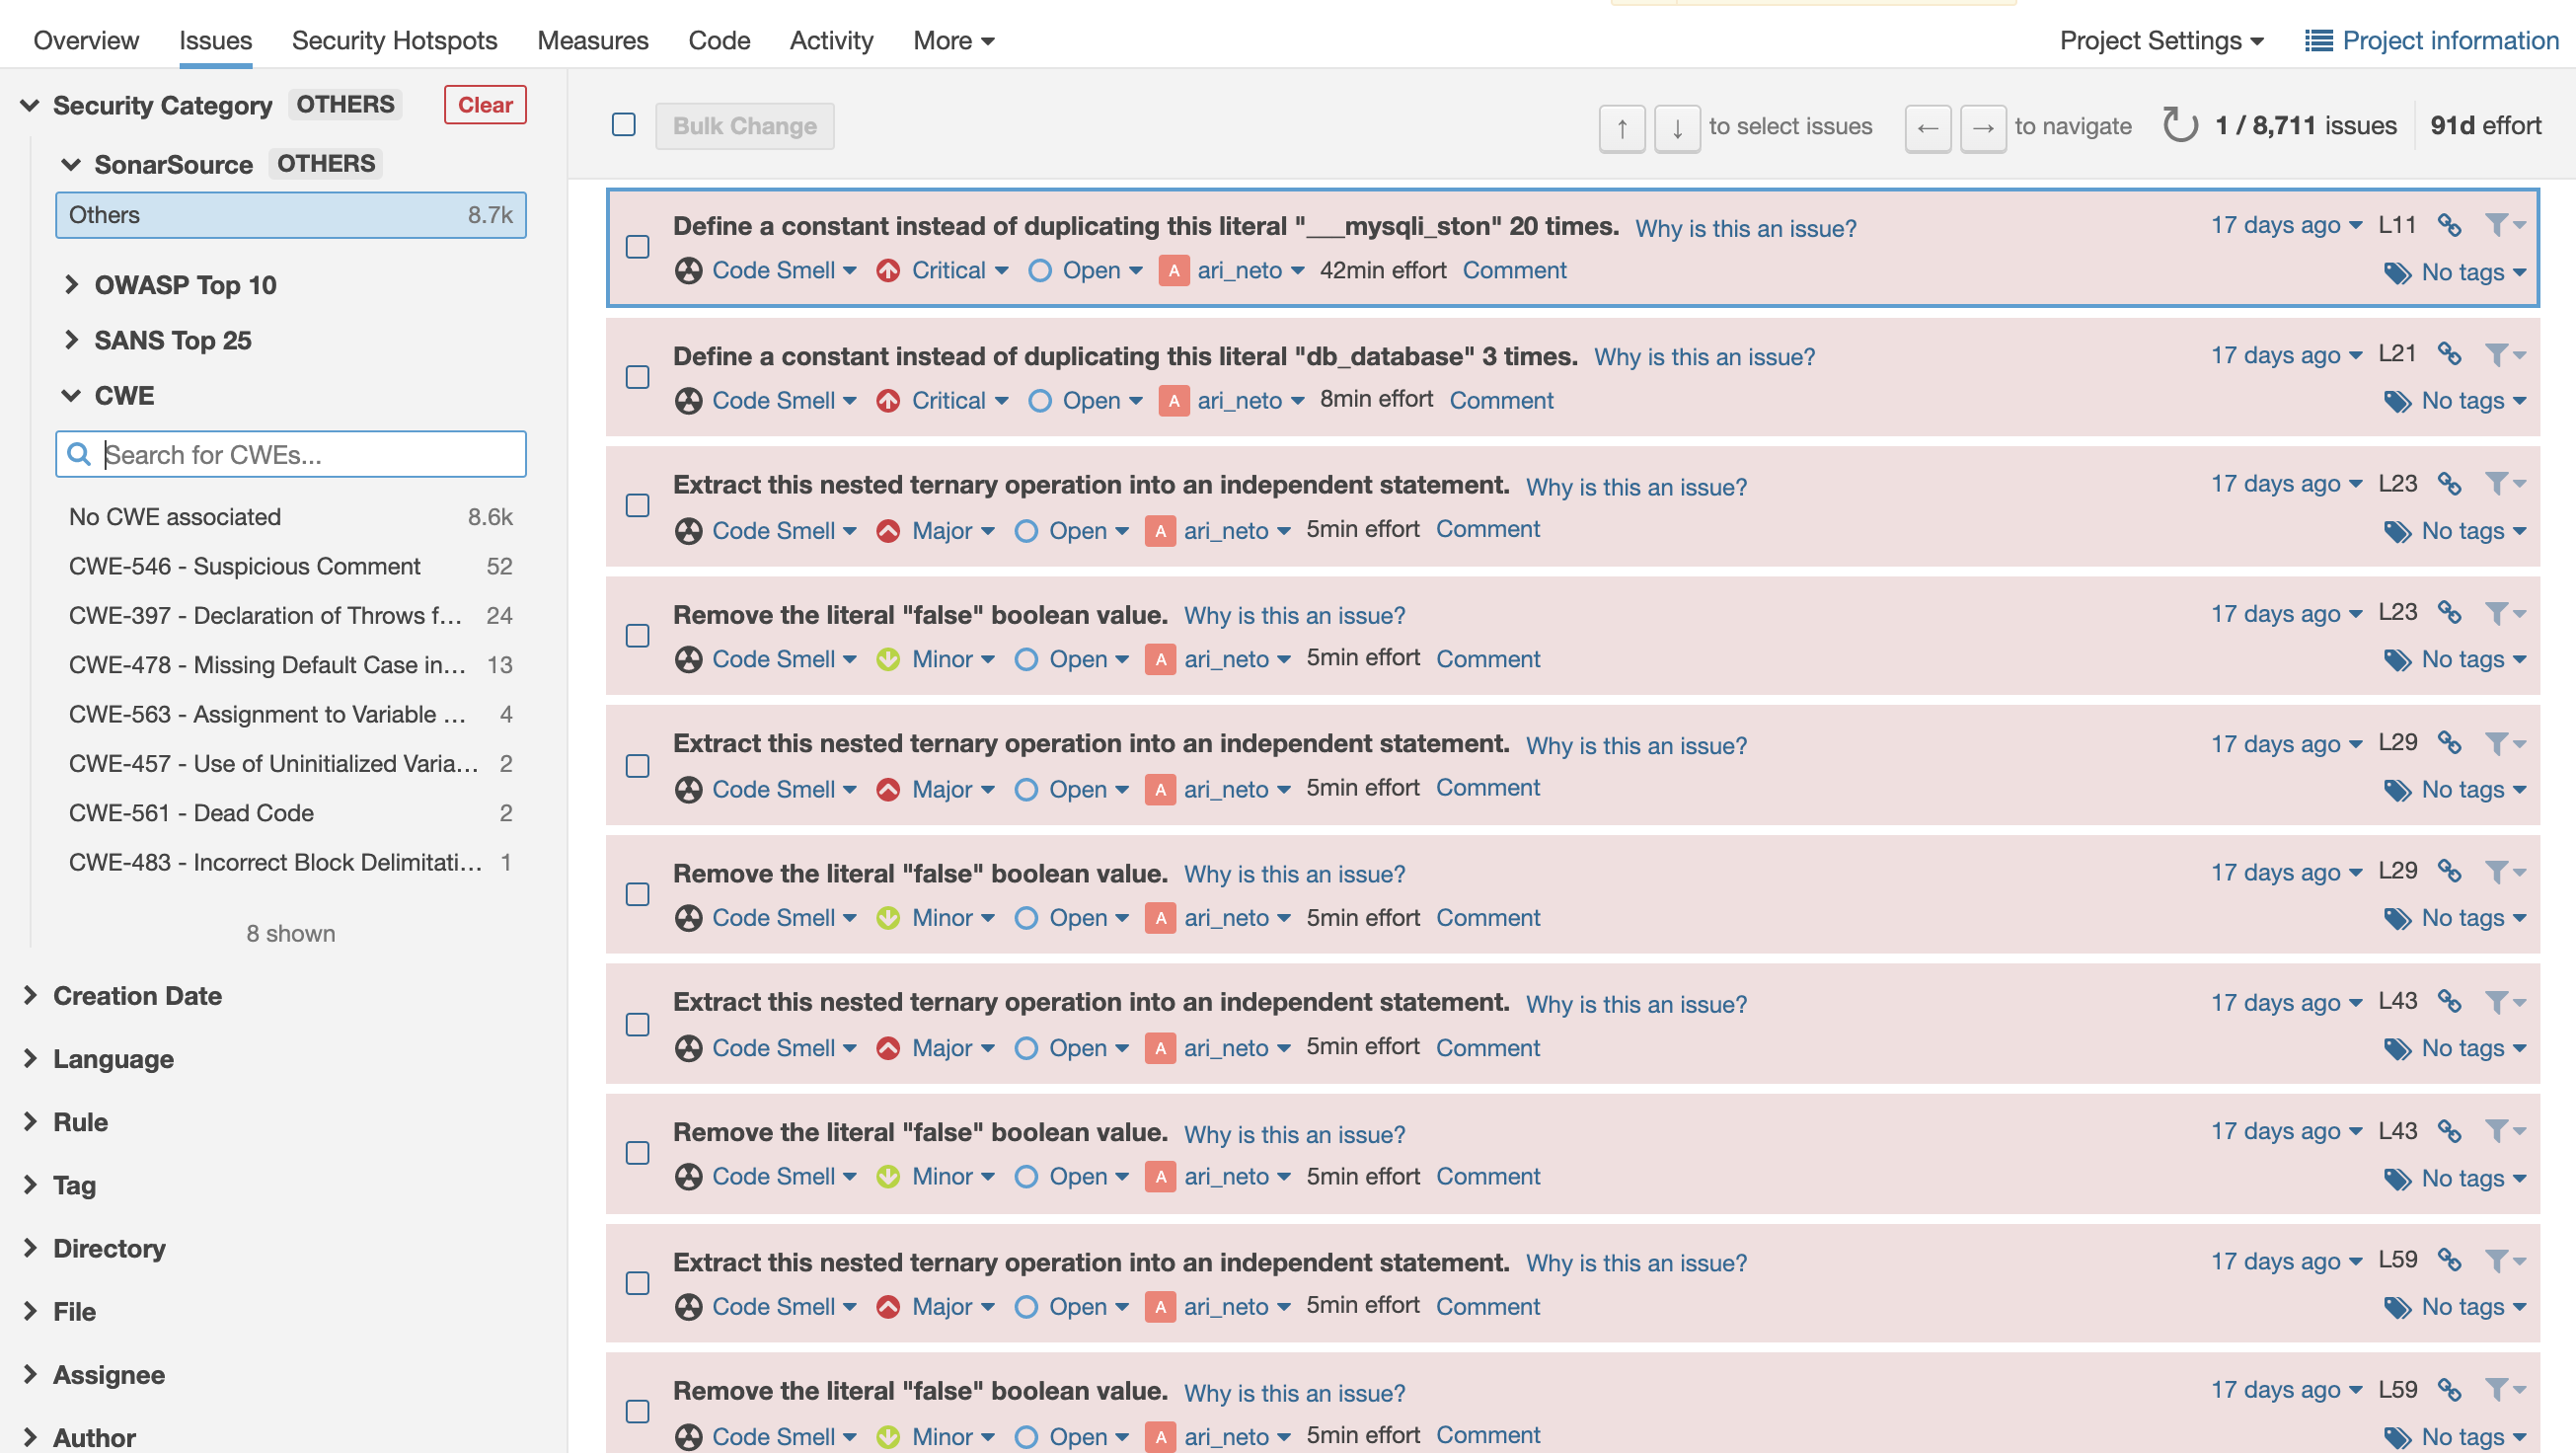 Overview Issues Security Hotspots Measures Code Activity More Project Settings Project information
Security Category OTHERS Clear
SonarSource OTHERS
Others 8.7k
OWASP Top 10
SANS Top 25
CWE
Search for CWEs...
No CWE associated 8.6k
CWE-546 - Suspicious Comment 52
CWE-397 - Declaration of Throws f... 24
CWE-478 - Missing Default Case in... 13
CWE-563 - Assignment to Variable ... 4
CWE-457 - Use of Uninitialized Varia... 2
CWE-561 - Dead Code 2
CWE-483 - Incorrect Block Delimitati... 1
8 shown
Creation Date
Language
Rule
Tag
Directory
File
Assignee
Author
Bulk Change ↑ ↓ to select issues ← → to navigate 1 / 8,711 issues 91d effort
Define a constant instead of duplicating this literal "___mysqli_ston" 20 times. Why is this an issue? 17 days ago L11
Code Smell Critical Open A ari_neto 42min effort Comment No tags
Define a constant instead of duplicating this literal "db_database" 3 times. Why is this an issue? 17 days ago L21
Code Smell Critical Open A ari_neto 8min effort Comment No tags
Extract this nested ternary operation into an independent statement. Why is this an issue? 17 days ago L23
Code Smell Major Open A ari_neto 5min effort Comment No tags
Remove the literal "false" boolean value. Why is this an issue? 17 days ago L23
Code Smell Minor Open A ari_neto 5min effort Comment No tags
Extract this nested ternary operation into an independent statement. Why is this an issue? 17 days ago L29
Code Smell Major Open A ari_neto 5min effort Comment No tags
Remove the literal "false" boolean value. Why is this an issue? 17 days ago L29
Code Smell Minor Open A ari_neto 5min effort Comment No tags
Extract this nested ternary operation into an independent statement. Why is this an issue? 17 days ago L43
Code Smell Major Open A ari_neto 5min effort Comment No tags
Remove the literal "false" boolean value. Why is this an issue? 17 days ago L43
Code Smell Minor Open A ari_neto 5min effort Comment No tags
Extract this nested ternary operation into an independent statement. Why is this an issue? 17 days ago L59
Code Smell Major Open A ari_neto 5min effort Comment No tags
Remove the literal "false" boolean value. Why is this an issue? 17 days ago L59
Code Smell Minor Open A ari_neto 5min effort Comment No tags